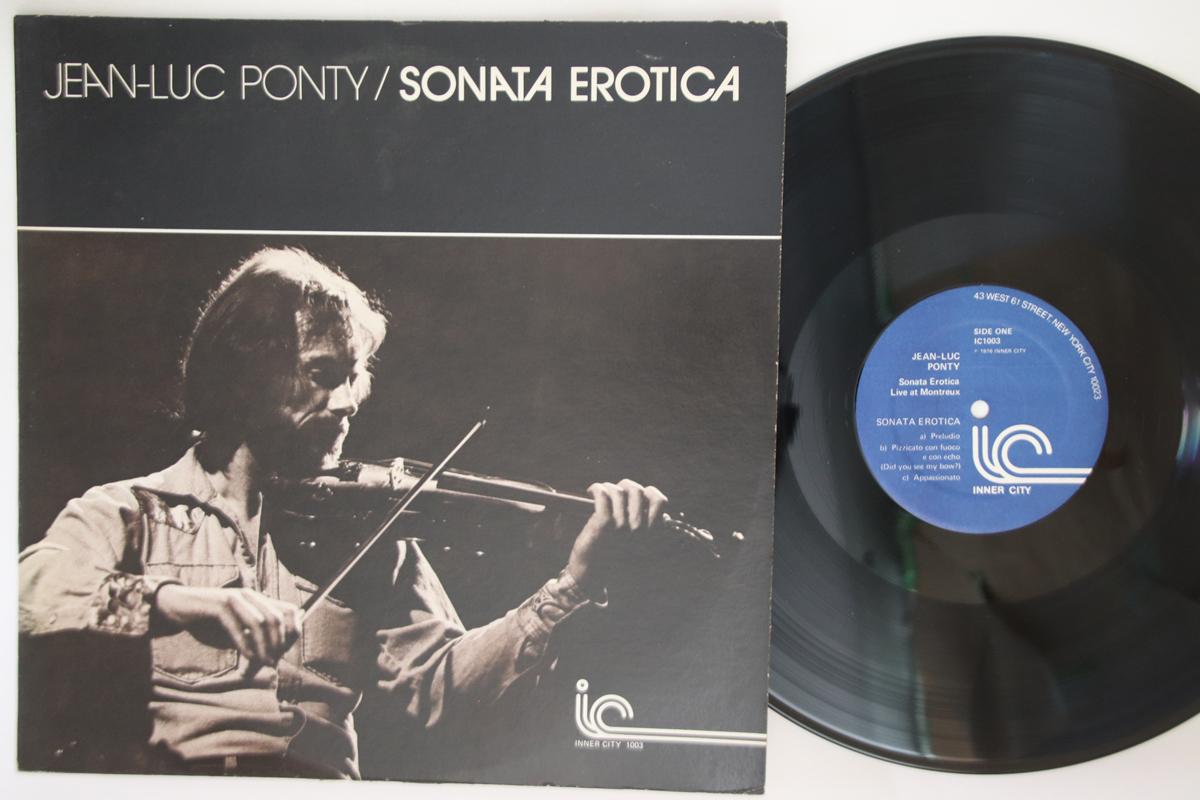 JEAN-LUC PONTY / SONATA EROTICA
ic
INNER CITY 1003
43 WEST 61 STREET, NEW YORK CITY 10023
SIDE ONE
IC1003
℗ 1976 INNER CITY
JEAN-LUC
PONTY
Sonata Erotica
Live at Montreux
SONATA EROTICA
a) Preludio
b) Pizzicato con fuoco
e con echo
(Did you see my bow?)
c) Appassionato
ic
INNER CITY